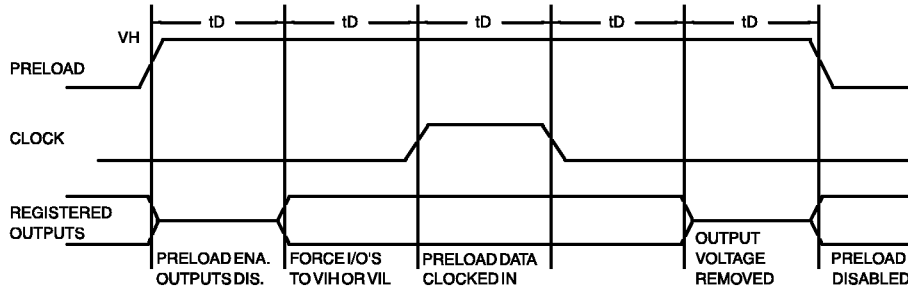 tD tD tD tD tD
VH
PRELOAD
CLOCK
REGISTERED
OUTPUTS
PRELOAD ENA.
OUTPUTS DIS.
FORCE I/O'S
TO VIH OR VIL
PRELOAD DATA
CLOCKED IN
OUTPUT
VOLTAGE
REMOVED
PRELOAD
DISABLED